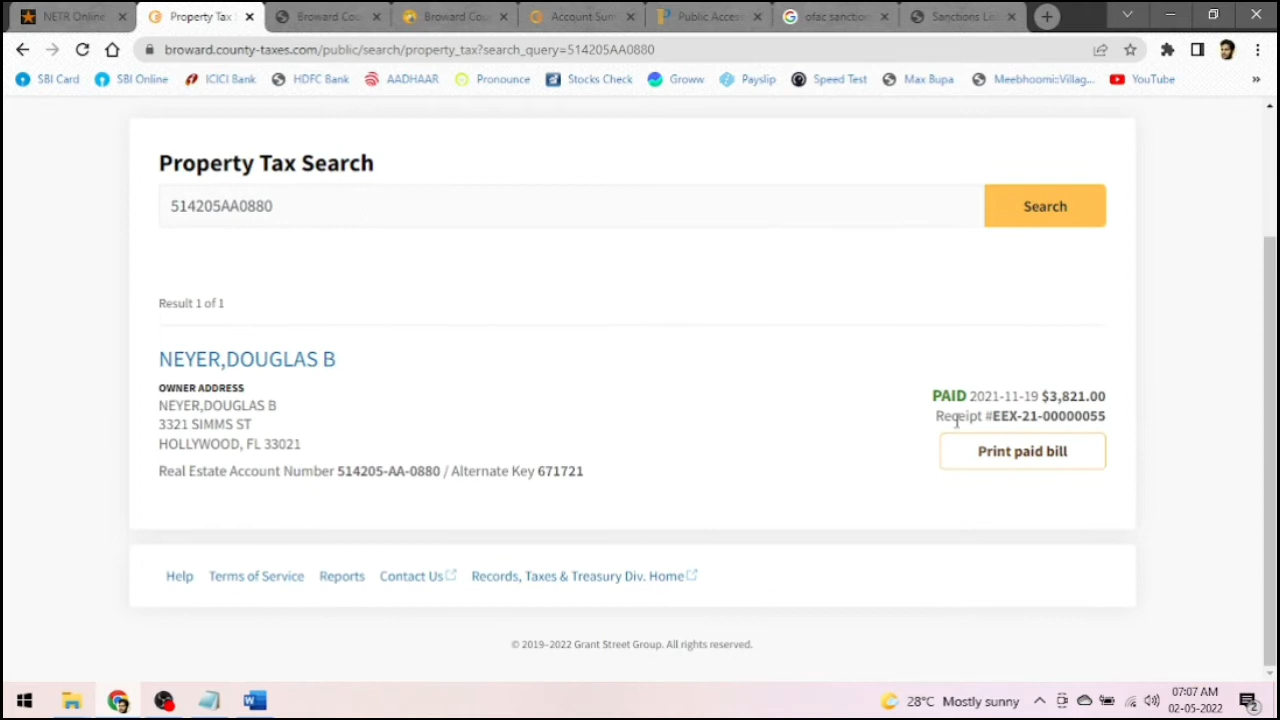 NETR Online
Property Tax
Broward Cou
Broward Cou
Account Sum
Public Access
ofac sanction
Sanctions List
broward.county-taxes.com/public/search/property_tax?search_query=514205AA0880
SBI Card
SBI Online
ICICI Bank
HDFC Bank
AADHAAR
Pronounce
Stocks Check
Groww
Payslip
Speed Test
Max Bupa
Meebhoomi::Villag...
YouTube
»
Property Tax Search
514205AA0880
Search
Result 1 of 1
NEYER,DOUGLAS B
OWNER ADDRESS
NEYER,DOUGLAS B
3321 SIMMS ST
HOLLYWOOD, FL 33021
Real Estate Account Number 514205-AA-0880 / Alternate Key 671721
PAID 2021-11-19 $3,821.00
Receipt #EEX-21-00000055
Print paid bill
Help
Terms of Service
Reports
Contact Us
Records, Taxes & Treasury Div. Home
© 2019–2022 Grant Street Group. All rights reserved.
28°C Mostly sunny
07:07 AM
02-05-2022
2